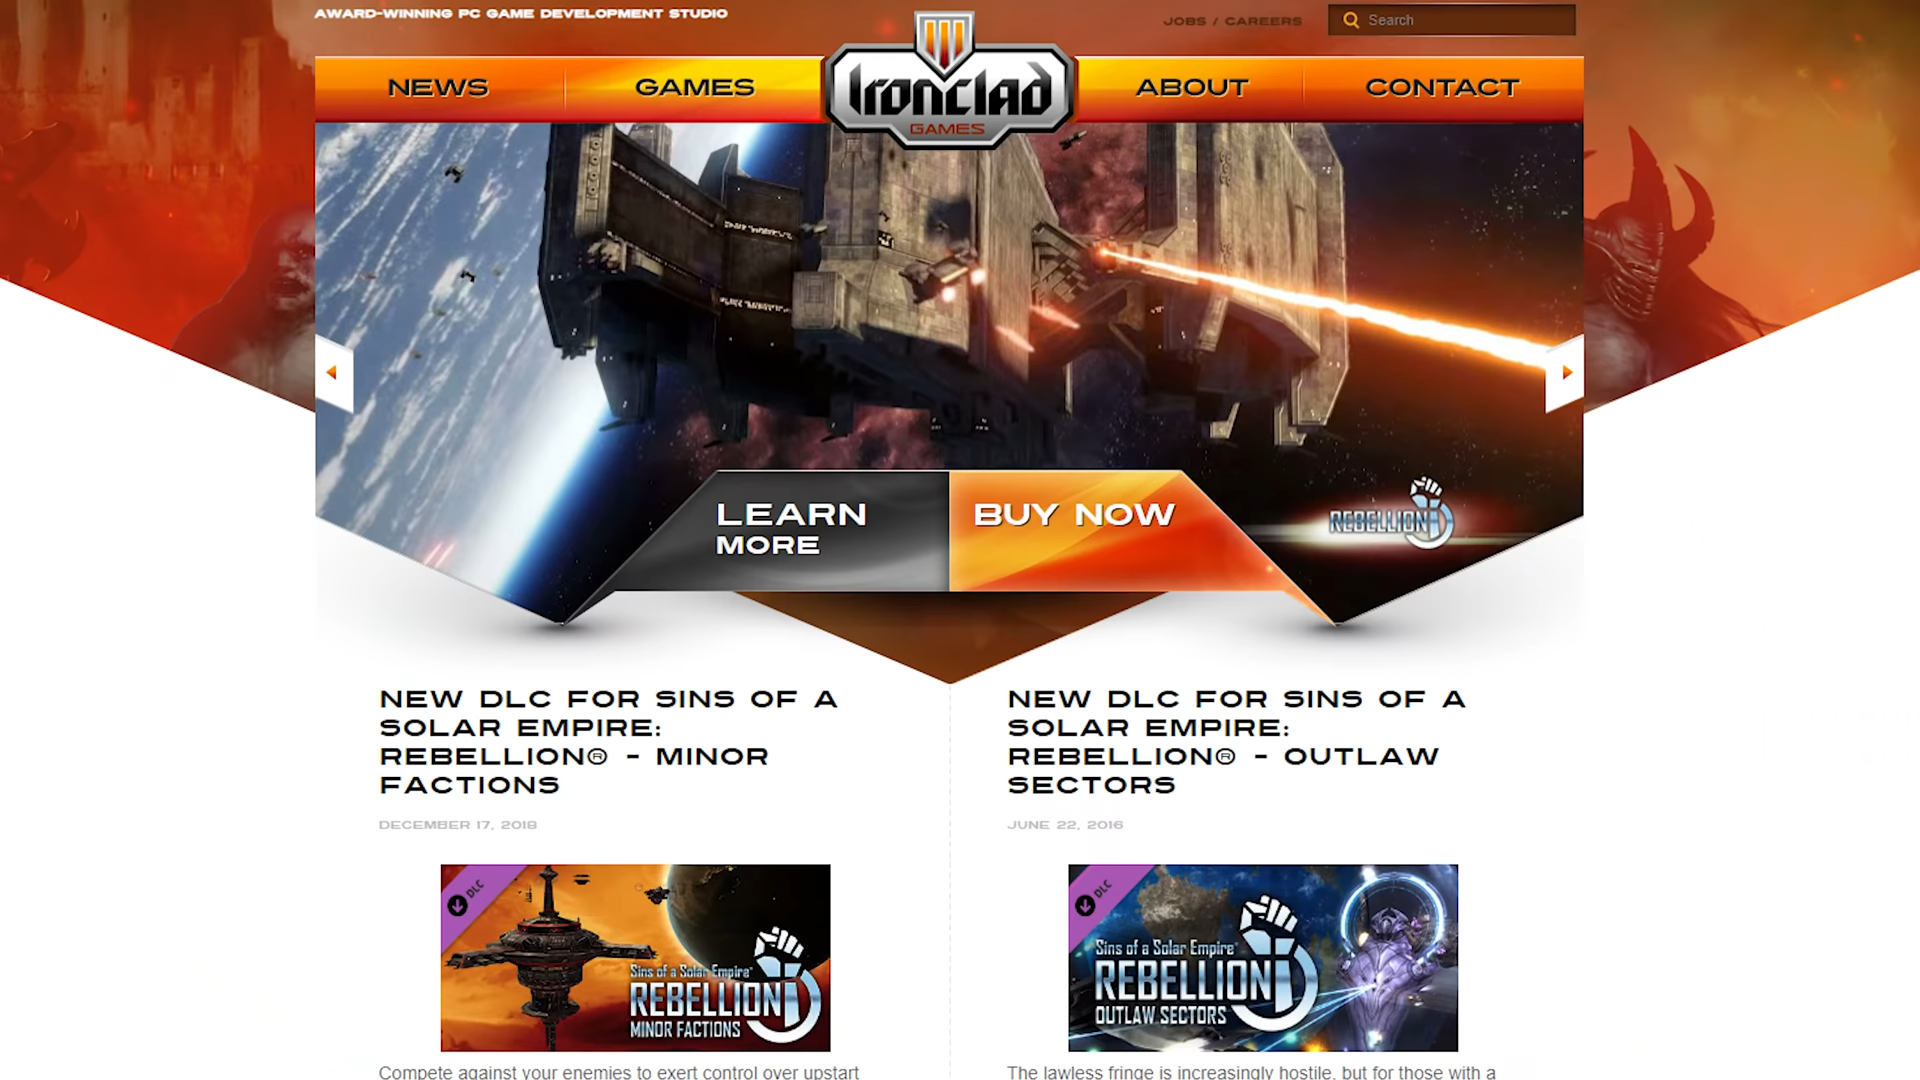 AWARD-WINNING PC GAME DEVELOPMENT STUDIO
JOBS / CAREERS
Search
NEWS
GAMES
Ironclad
GAMES
ABOUT
CONTACT
LEARN
MORE
BUY NOW
REBELLION
NEW DLC FOR SINS OF A
SOLAR EMPIRE:
REBELLION® - MINOR
FACTIONS
DECEMBER 17, 2018
DLC
Sins of a Solar Empire™
REBELLION
MINOR FACTIONS
Compete against your enemies to exert control over upstart
NEW DLC FOR SINS OF A
SOLAR EMPIRE:
REBELLION® - OUTLAW
SECTORS
JUNE 22, 2016
DLC
Sins of a Solar Empire™
REBELLION
OUTLAW SECTORS
The lawless fringe is increasingly hostile, but for those with a